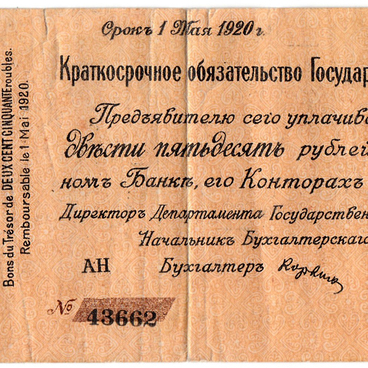 Срокъ 1 Мая 1920 г.
Краткосрочное обязательство Государ
Предъявителю сего уплачива
двѣсти пятьдесятъ рублей
номъ Банкѣ, его Конторахъ
Директоръ Департамента Государствен
Начальникъ Бухгалтерскаго
АН Бухгалтеръ
№ 43662
Bons du Trésor de DEUX CENT CINQUANTE roubles.
Remboursable le 1 Mai 1920.